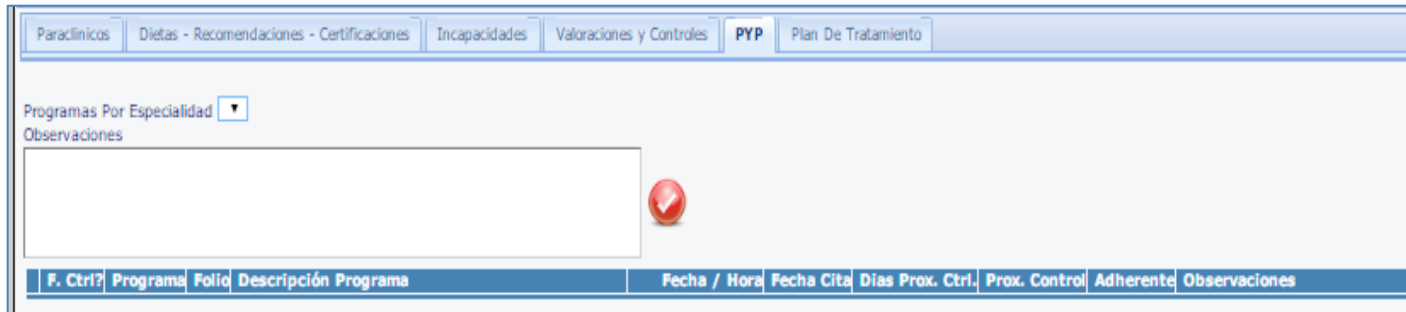 Paraclinicos Dietas - Recomendaciones - Certificaciones Incapacidades Valoraciones y Controles PYP Plan De Tratamiento
Programas Por Especialidad
Observaciones
F. Ctrl? Programa Folio Descripción Programa Fecha / Hora Fecha Cita Dias Prox. Ctrl. Prox. Control Adherente Observaciones